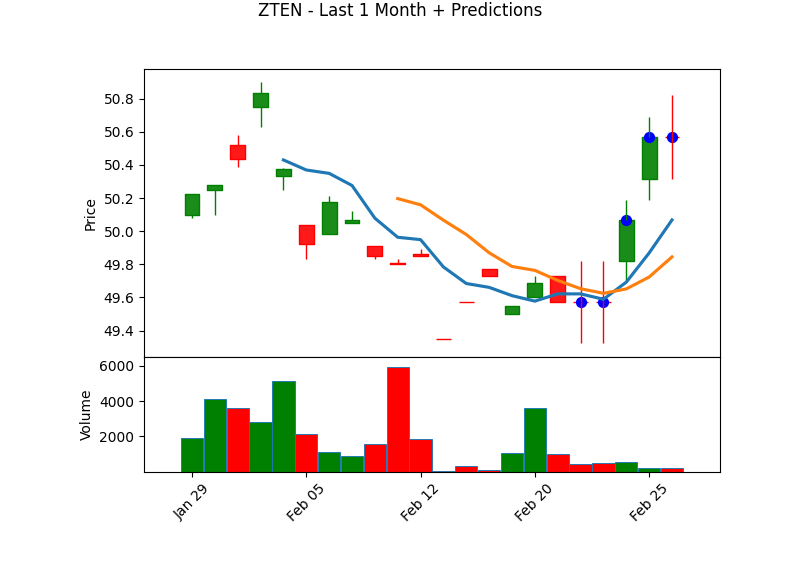 ZTEN - Last 1 Month + Predictions
Price
50.8
50.6
50.4
50.2
50.0
49.8
49.6
49.4
Volume
6000
4000
2000
Jan 29
Feb 05
Feb 12
Feb 20
Feb 25